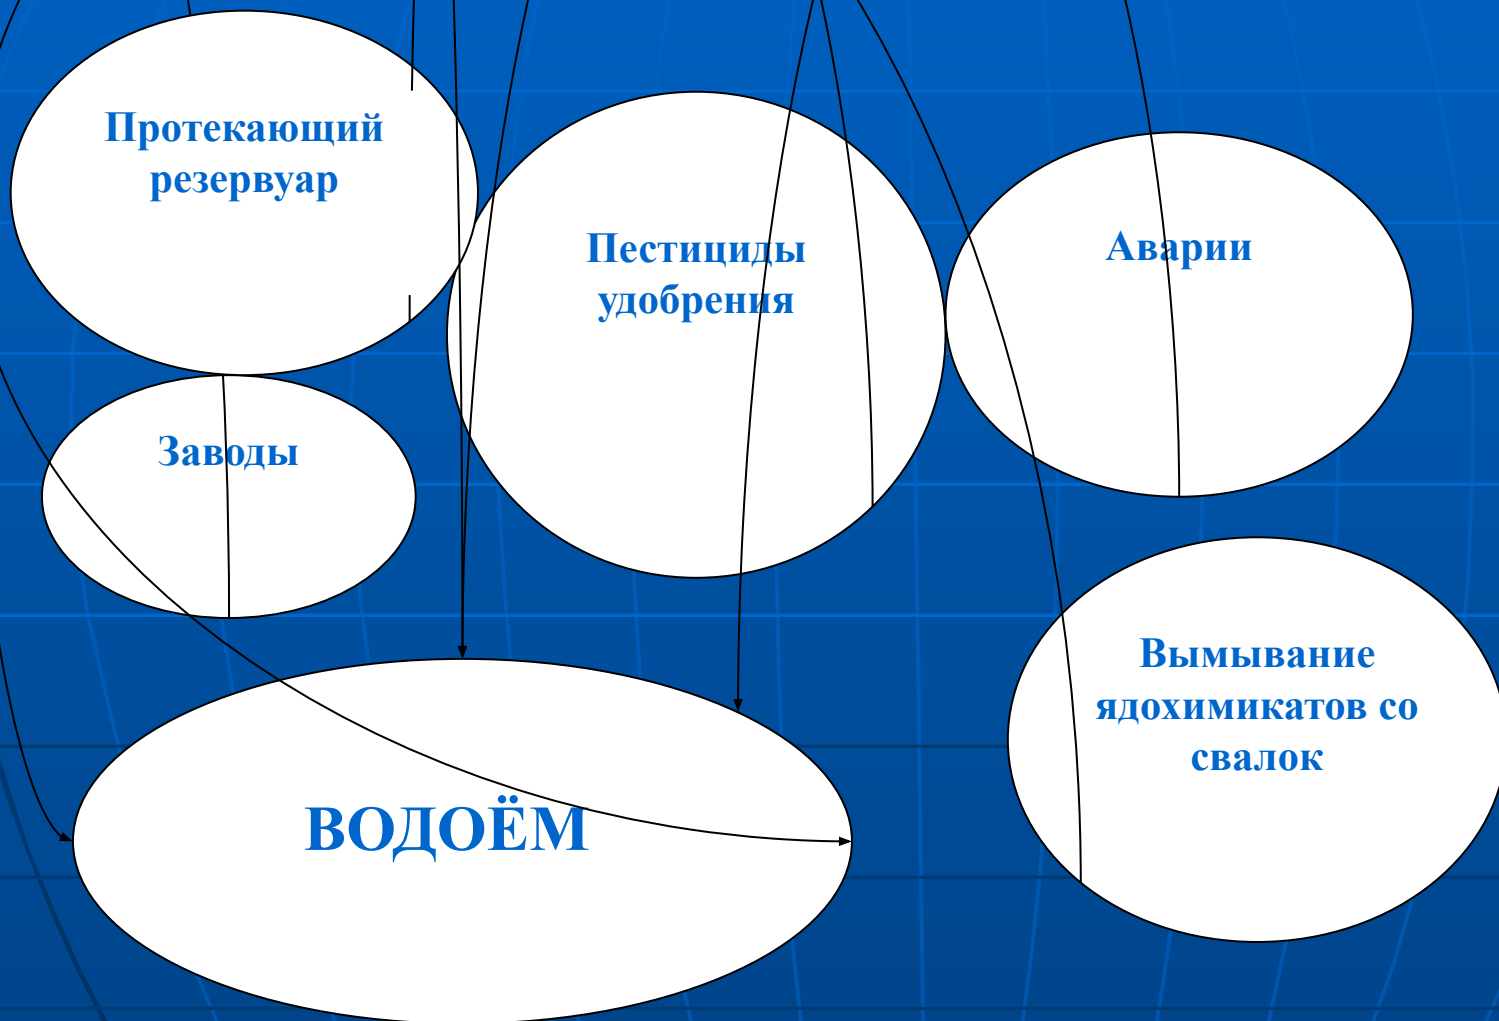 Протекающий
резервуар
Пестициды
удобрения
Аварии
Заводы
Вымывание
ядохимикатов со
свалок
ВОДОЁМ